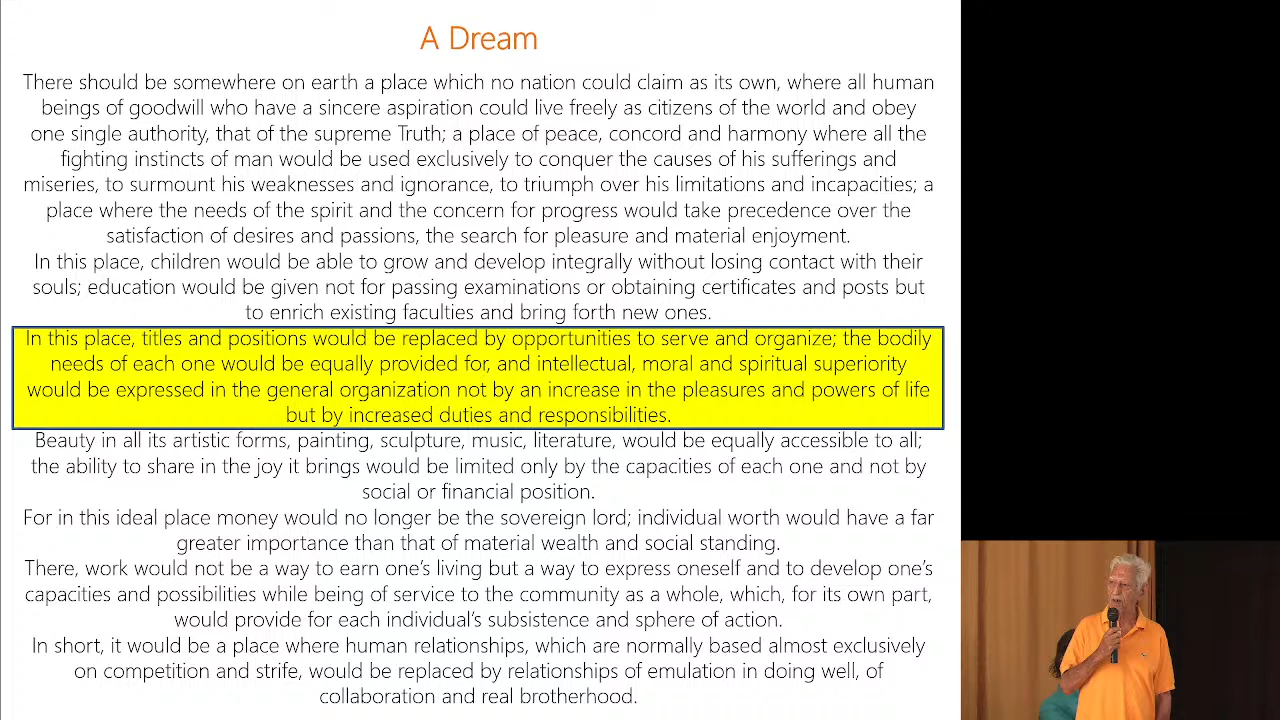 A Dream
There should be somewhere on earth a place which no nation could claim as its own, where all human
beings of goodwill who have a sincere aspiration could live freely as citizens of the world and obey
one single authority, that of the supreme Truth; a place of peace, concord and harmony where all the
fighting instincts of man would be used exclusively to conquer the causes of his sufferings and
miseries, to surmount his weaknesses and ignorance, to triumph over his limitations and incapacities; a
place where the needs of the spirit and the concern for progress would take precedence over the
satisfaction of desires and passions, the search for pleasure and material enjoyment.
In this place, children would be able to grow and develop integrally without losing contact with their
souls; education would be given not for passing examinations or obtaining certificates and posts but
to enrich existing faculties and bring forth new ones.
In this place, titles and positions would be replaced by opportunities to serve and organize; the bodily
needs of each one would be equally provided for, and intellectual, moral and spiritual superiority
would be expressed in the general organization not by an increase in the pleasures and powers of life
but by increased duties and responsibilities.
Beauty in all its artistic forms, painting, sculpture, music, literature, would be equally accessible to all;
the ability to share in the joy it brings would be limited only by the capacities of each one and not by
social or financial position.
For in this ideal place money would no longer be the sovereign lord; individual worth would have a far
greater importance than that of material wealth and social standing.
There, work would not be a way to earn one’s living but a way to express oneself and to develop one’s
capacities and possibilities while being of service to the community as a whole, which, for its own part,
would provide for each individual’s subsistence and sphere of action.
In short, it would be a place where human relationships, which are normally based almost exclusively
on competition and strife, would be replaced by relationships of emulation in doing well, of
collaboration and real brotherhood.